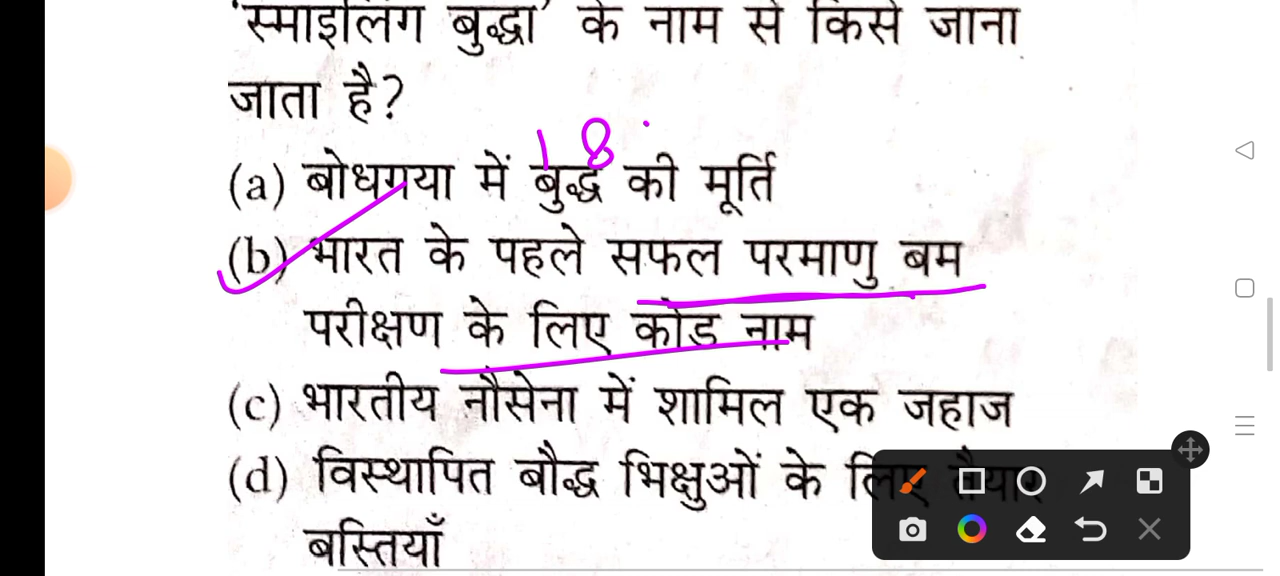 'स्माइलिंग बुद्धा' के नाम से किसे जाना
जाता है?
18
(a) बोधगया में बुद्ध की मूर्ति
(b) भारत के पहले सफल परमाणु बम
परीक्षण के लिए कोड नाम
(c) भारतीय नौसेना में शामिल एक जहाज
(d) विस्थापित बौद्ध भिक्षुओं के लिए तैयार
बस्तियाँ